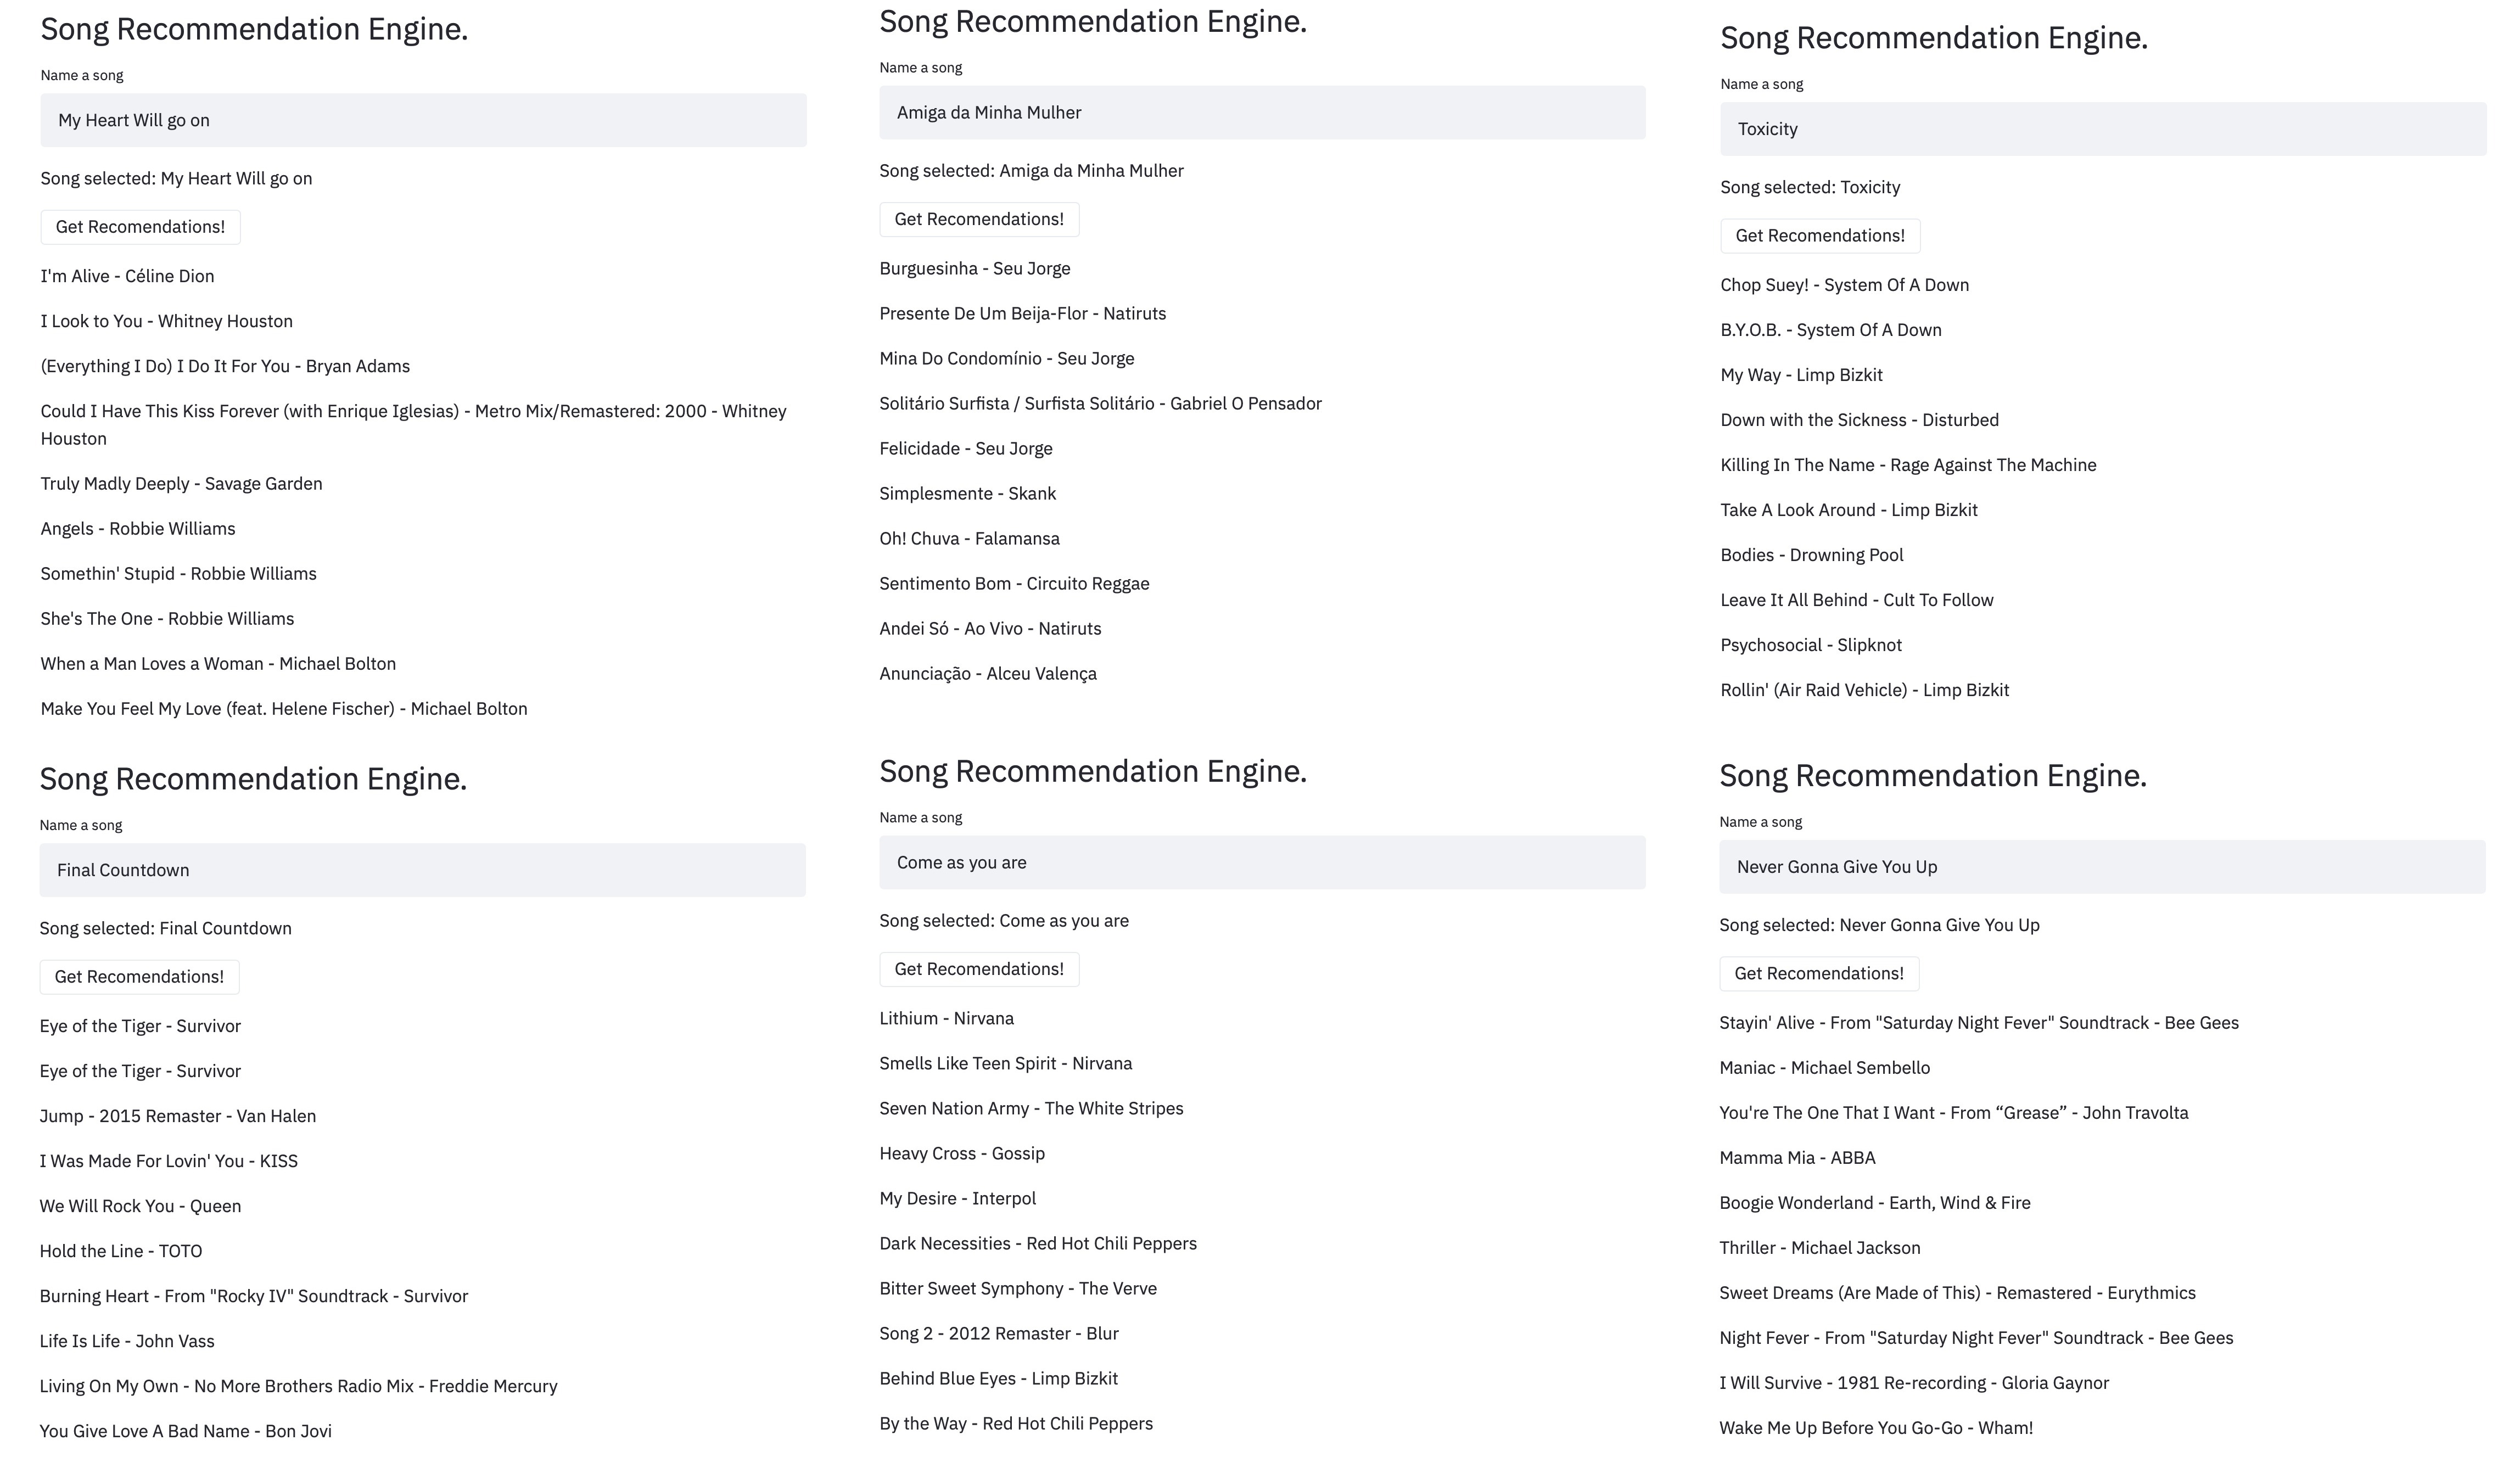 Song Recommendation Engine.
Name a song
My Heart Will go on
Song selected: My Heart Will go on
Get Recomendations!
I'm Alive - Céline Dion
I Look to You - Whitney Houston
(Everything I Do) I Do It For You - Bryan Adams
Could I Have This Kiss Forever (with Enrique Iglesias) - Metro Mix/Remastered: 2000 - Whitney
Houston
Truly Madly Deeply - Savage Garden
Angels - Robbie Williams
Somethin' Stupid - Robbie Williams
She's The One - Robbie Williams
When a Man Loves a Woman - Michael Bolton
Make You Feel My Love (feat. Helene Fischer) - Michael Bolton
Song Recommendation Engine.
Name a song
Amiga da Minha Mulher
Song selected: Amiga da Minha Mulher
Get Recomendations!
Burguesinha - Seu Jorge
Presente De Um Beija-Flor - Natiruts
Mina Do Condomínio - Seu Jorge
Solitário Surfista / Surfista Solitário - Gabriel O Pensador
Felicidade - Seu Jorge
Simplesmente - Skank
Oh! Chuva - Falamansa
Sentimento Bom - Circuito Reggae
Andei Só - Ao Vivo - Natiruts
Anunciação - Alceu Valença
Song Recommendation Engine.
Name a song
Toxicity
Song selected: Toxicity
Get Recomendations!
Chop Suey! - System Of A Down
B.Y.O.B. - System Of A Down
My Way - Limp Bizkit
Down with the Sickness - Disturbed
Killing In The Name - Rage Against The Machine
Take A Look Around - Limp Bizkit
Bodies - Drowning Pool
Leave It All Behind - Cult To Follow
Psychosocial - Slipknot
Rollin' (Air Raid Vehicle) - Limp Bizkit
Song Recommendation Engine.
Name a song
Final Countdown
Song selected: Final Countdown
Get Recomendations!
Eye of the Tiger - Survivor
Eye of the Tiger - Survivor
Jump - 2015 Remaster - Van Halen
I Was Made For Lovin' You - KISS
We Will Rock You - Queen
Hold the Line - TOTO
Burning Heart - From "Rocky IV" Soundtrack - Survivor
Life Is Life - John Vass
Living On My Own - No More Brothers Radio Mix - Freddie Mercury
You Give Love A Bad Name - Bon Jovi
Song Recommendation Engine.
Name a song
Come as you are
Song selected: Come as you are
Get Recomendations!
Lithium - Nirvana
Smells Like Teen Spirit - Nirvana
Seven Nation Army - The White Stripes
Heavy Cross - Gossip
My Desire - Interpol
Dark Necessities - Red Hot Chili Peppers
Bitter Sweet Symphony - The Verve
Song 2 - 2012 Remaster - Blur
Behind Blue Eyes - Limp Bizkit
By the Way - Red Hot Chili Peppers
Song Recommendation Engine.
Name a song
Never Gonna Give You Up
Song selected: Never Gonna Give You Up
Get Recomendations!
Stayin' Alive - From "Saturday Night Fever" Soundtrack - Bee Gees
Maniac - Michael Sembello
You're The One That I Want - From “Grease” - John Travolta
Mamma Mia - ABBA
Boogie Wonderland - Earth, Wind & Fire
Thriller - Michael Jackson
Sweet Dreams (Are Made of This) - Remastered - Eurythmics
Night Fever - From "Saturday Night Fever" Soundtrack - Bee Gees
I Will Survive - 1981 Re-recording - Gloria Gaynor
Wake Me Up Before You Go-Go - Wham!